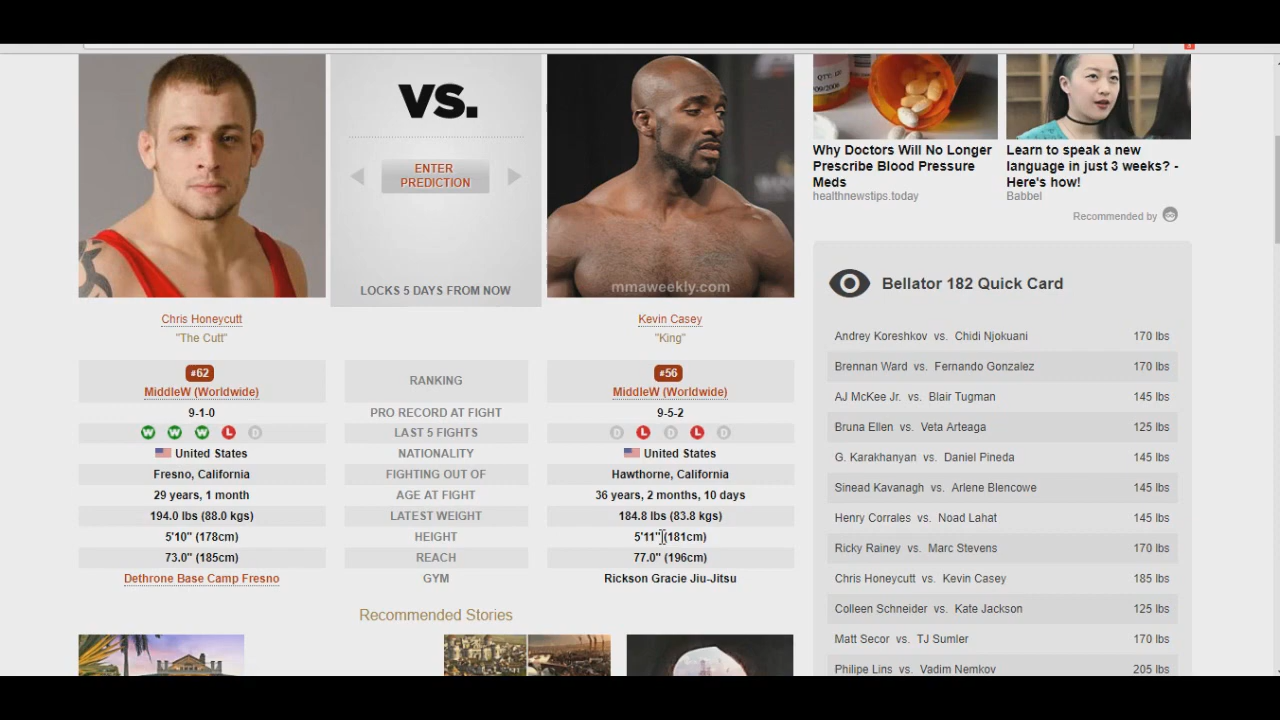 VS.
ENTER
PREDICTION
LOCKS 5 DAYS FROM NOW
mmaweekly.com
Chris Honeycutt
"The Cutt"
Kevin Casey
"King"
#62
MiddleW (Worldwide)
RANKING
#56
MiddleW (Worldwide)
9-1-0
PRO RECORD AT FIGHT
9-5-2
W W W L D
LAST 5 FIGHTS
D L D L D
United States
NATIONALITY
United States
Fresno, California
FIGHTING OUT OF
Hawthorne, California
29 years, 1 month
AGE AT FIGHT
36 years, 2 months, 10 days
194.0 lbs (88.0 kgs)
LATEST WEIGHT
184.8 lbs (83.8 kgs)
5'10" (178cm)
HEIGHT
5'11" (181cm)
73.0" (185cm)
REACH
77.0" (196cm)
Dethrone Base Camp Fresno
GYM
Rickson Gracie Jiu-Jitsu
Recommended Stories
Why Doctors Will No Longer
Prescribe Blood Pressure
Meds
healthnewstips.today
Learn to speak a new
language in just 3 weeks? -
Here's how!
Babbel
Recommended by
Bellator 182 Quick Card
Andrey Koreshkov vs. Chidi Njokuani 170 lbs
Brennan Ward vs. Fernando Gonzalez 170 lbs
AJ McKee Jr. vs. Blair Tugman 145 lbs
Bruna Ellen vs. Veta Arteaga 125 lbs
G. Karakhanyan vs. Daniel Pineda 145 lbs
Sinead Kavanagh vs. Arlene Blencowe 145 lbs
Henry Corrales vs. Noad Lahat 145 lbs
Ricky Rainey vs. Marc Stevens 170 lbs
Chris Honeycutt vs. Kevin Casey 185 lbs
Colleen Schneider vs. Kate Jackson 125 lbs
Matt Secor vs. TJ Sumler 170 lbs
Philipe Lins vs. Vadim Nemkov 205 lbs